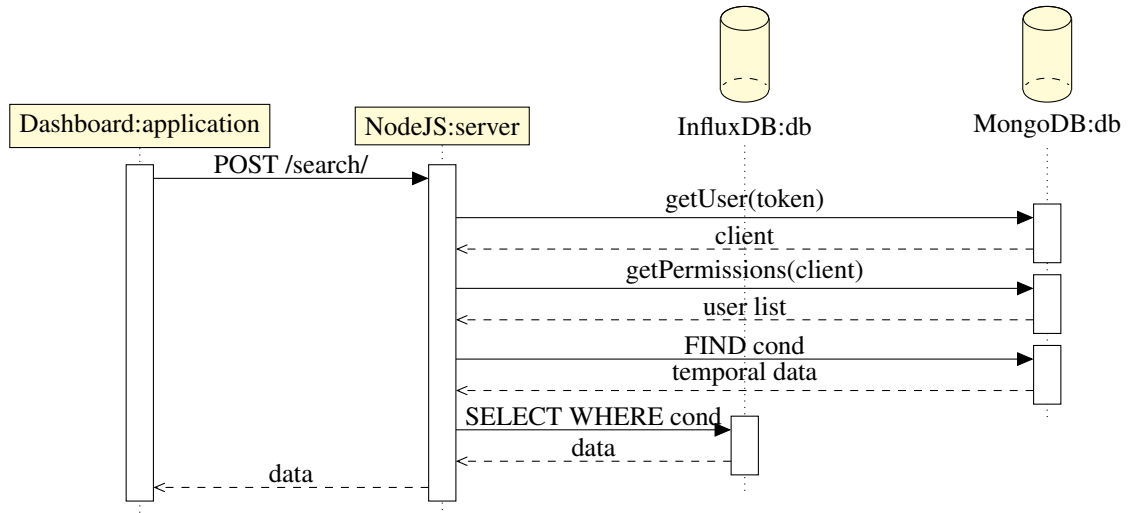 Dashboard:application
NodeJS:server
InfluxDB:db
MongoDB:db
POST /search/
getUser(token)
client
getPermissions(client)
user list
FIND cond
temporal data
SELECT WHERE cond
data
data